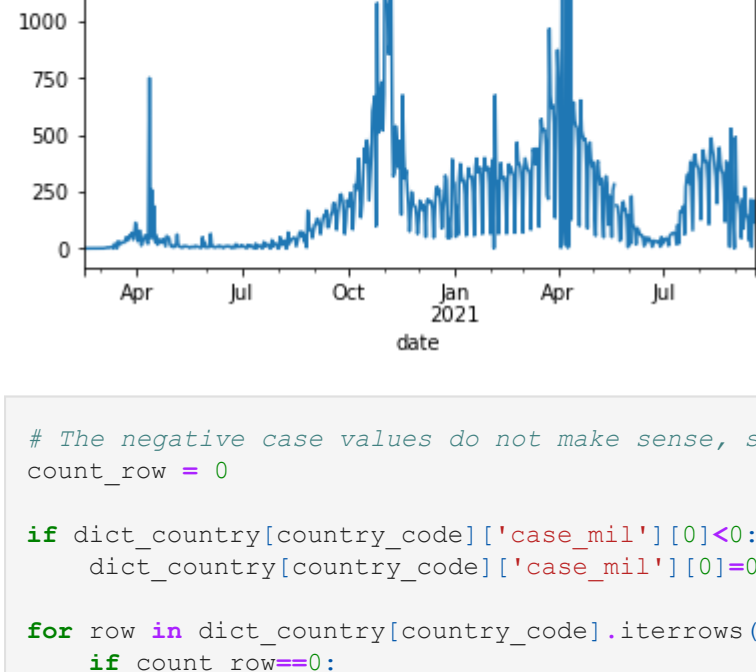 1000
750
500
250
0
Apr Jul Oct Jan Apr Jul
2021
date
# The negative case values do not make sense, s
count_row = 0
if dict_country[country_code]['case_mil'][0]<0:
dict_country[country_code]['case_mil'][0]=0
for row in dict_country[country_code].iterrows(
if count_row==0: